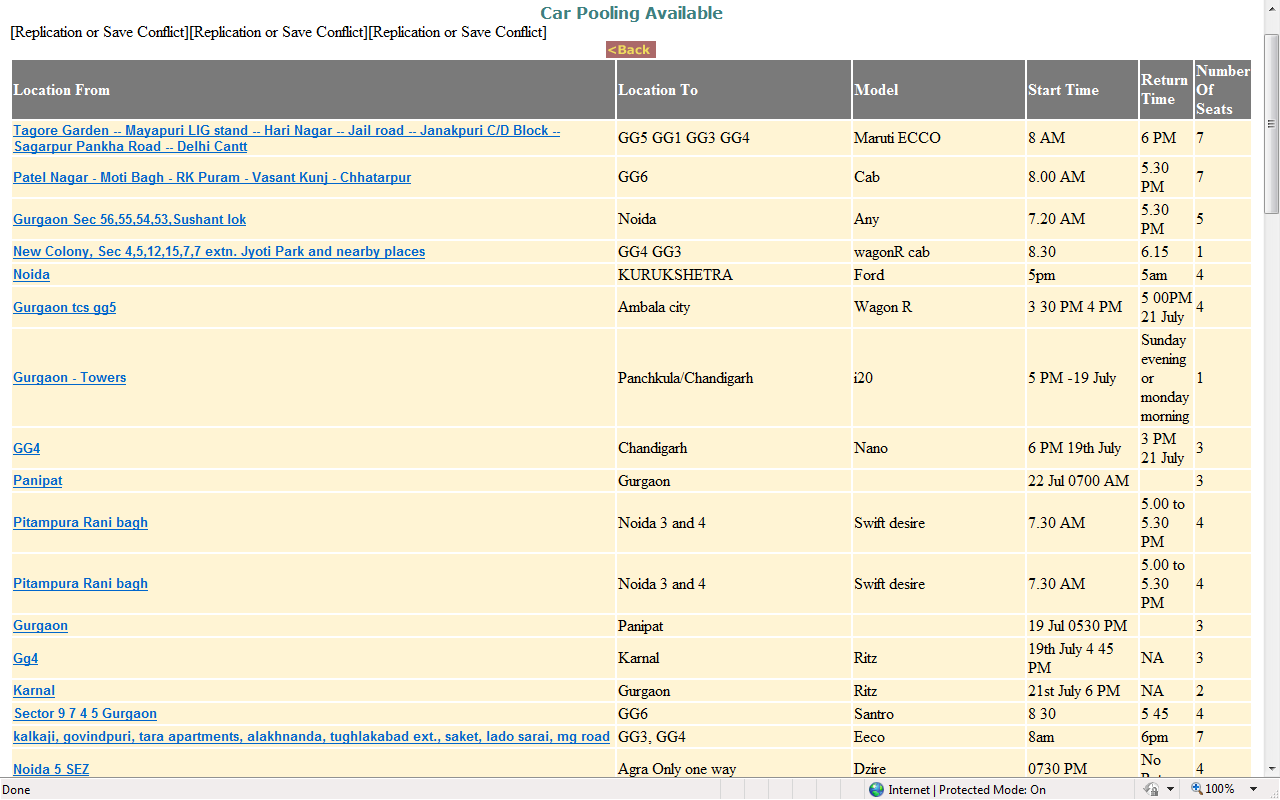 Car Pooling Available
[Replication or Save Conflict][Replication or Save Conflict][Replication or Save Conflict]
<Back
Location From Location To Model Start Time Return Time Number Of Seats
Tagore Garden -- Mayapuri LIG stand -- Hari Nagar -- Jail road -- Janakpuri C/D Block --
Sagarpur Pankha Road -- Delhi Cantt GG5 GG1 GG3 GG4 Maruti ECCO 8 AM 6 PM 7
Patel Nagar - Moti Bagh - RK Puram - Vasant Kunj - Chhatarpur GG6 Cab 8.00 AM 5.30 PM 7
Gurgaon Sec 56,55,54,53,Sushant lok Noida Any 7.20 AM 5.30 PM 5
New Colony, Sec 4,5,12,15,7,7 extn. Jyoti Park and nearby places GG4 GG3 wagonR cab 8.30 6.15 1
Noida KURUKSHETRA Ford 5pm 5am 4
Gurgaon tcs gg5 Ambala city Wagon R 3 30 PM 4 PM 5 00PM 21 July 4
Gurgaon - Towers Panchkula/Chandigarh i20 5 PM -19 July Sunday evening or monday morning 1
GG4 Chandigarh Nano 6 PM 19th July 3 PM 21 July 3
Panipat Gurgaon 22 Jul 0700 AM 3
Pitampura Rani bagh Noida 3 and 4 Swift desire 7.30 AM 5.00 to 5.30 PM 4
Pitampura Rani bagh Noida 3 and 4 Swift desire 7.30 AM 5.00 to 5.30 PM 4
Gurgaon Panipat 19 Jul 0530 PM 3
Gg4 Karnal Ritz 19th July 4 45 PM NA 3
Karnal Gurgaon Ritz 21st July 6 PM NA 2
Sector 9 7 4 5 Gurgaon GG6 Santro 8 30 5 45 4
kalkaji, govindpuri, tara apartments, alakhnanda, tughlakabad ext., saket, lado sarai, mg road GG3, GG4 Eeco 8am 6pm 7
Noida 5 SEZ Agra Only one way Dzire 0730 PM No 4
Done Internet | Protected Mode: On 100%